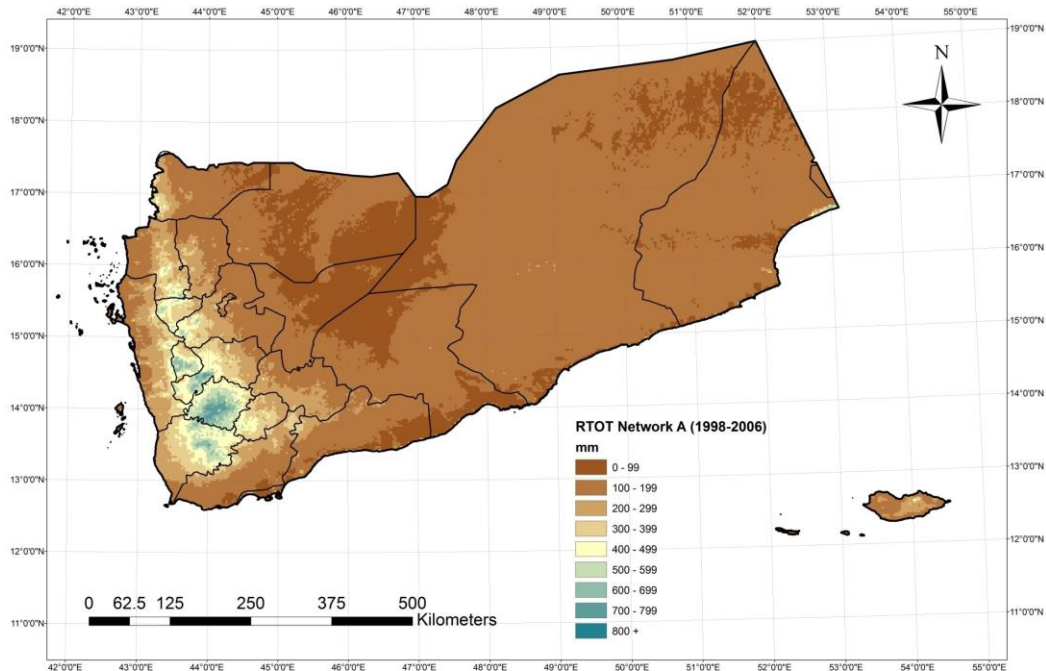 42°0'0"E 43°0'0"E 44°0'0"E 45°0'0"E 46°0'0"E 47°0'0"E 48°0'0"E 49°0'0"E 50°0'0"E 51°0'0"E 52°0'0"E 53°0'0"E 54°0'0"E 55°0'0"E
19°0'0"N
19°0'0"N
N
18°0'0"N
18°0'0"N
17°0'0"N
17°0'0"N
16°0'0"N
16°0'0"N
15°0'0"N
15°0'0"N
14°0'0"N
14°0'0"N
13°0'0"N
13°0'0"N
12°0'0"N
12°0'0"N
11°0'0"N
11°0'0"N
RTOT Network A (1998-2006)
mm
0 - 99
100 - 199
200 - 299
300 - 399
400 - 499
500 - 599
600 - 699
700 - 799
800 +
0 62.5 125 250 375 500
Kilometers
42°0'0"E 43°0'0"E 44°0'0"E 45°0'0"E 46°0'0"E 47°0'0"E 48°0'0"E 49°0'0"E 50°0'0"E 51°0'0"E 52°0'0"E 53°0'0"E 54°0'0"E 55°0'0"E